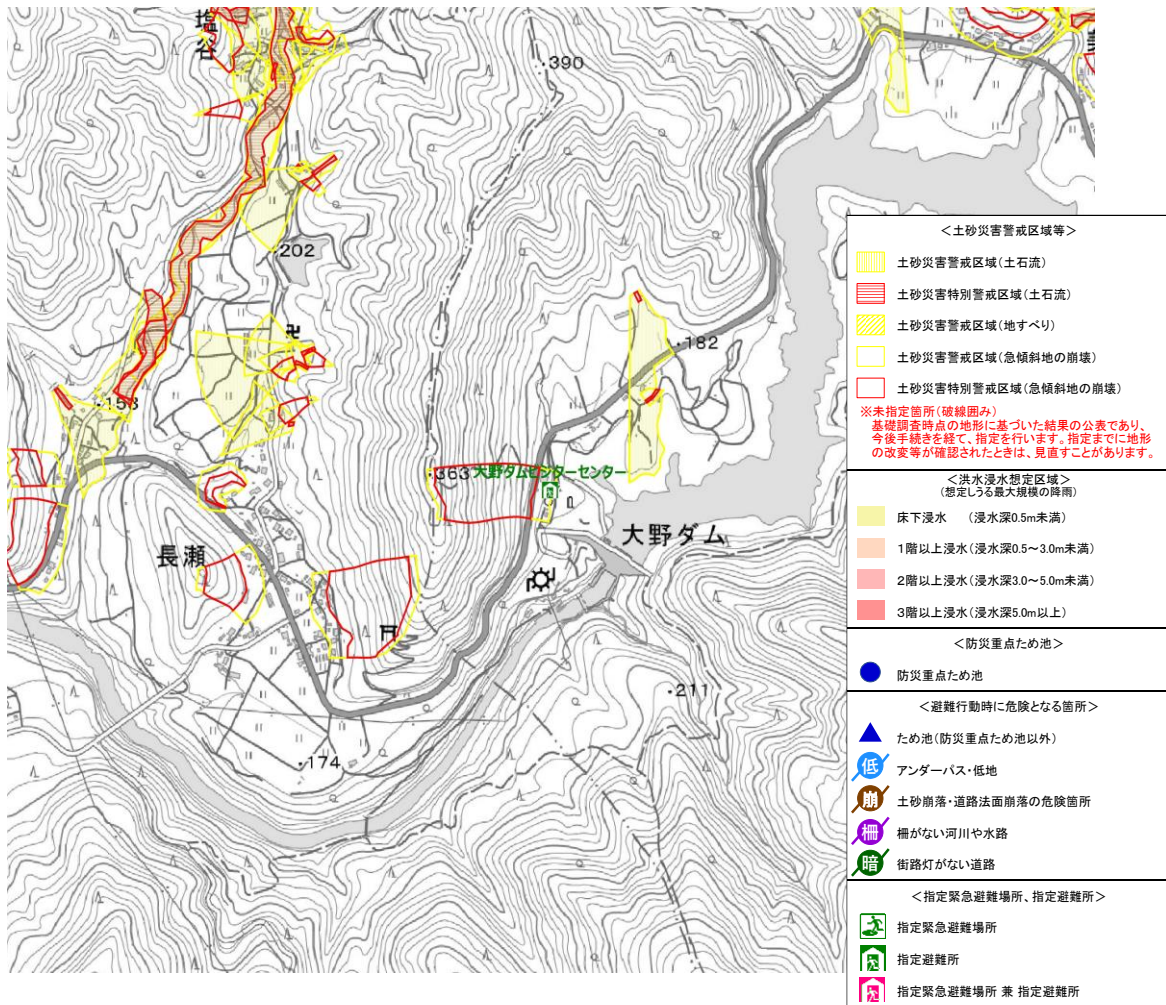 塩谷
390
202
158
182
363
大野ダムビジターセンター
大野ダム
長瀬
211
174
＜土砂災害警戒区域等＞
土砂災害警戒区域（土石流）
土砂災害特別警戒区域（土石流）
土砂災害警戒区域（地すべり）
土砂災害警戒区域（急傾斜地の崩壊）
土砂災害特別警戒区域（急傾斜地の崩壊）
※未指定箇所（破線囲み）
基礎調査時点の地形に基づいた結果の公表であり、
今後手続きを経て、指定を行います。指定までに地形
の改変等が確認されたときは、見直すことがあります。
＜洪水浸水想定区域＞
（想定しうる最大規模の降雨）
床下浸水 （浸水深0.5m未満）
1階以上浸水（浸水深0.5～3.0m未満）
2階以上浸水（浸水深3.0～5.0m未満）
3階以上浸水（浸水深5.0m以上）
＜防災重点ため池＞
防災重点ため池
＜避難行動時に危険となる箇所＞
ため池（防災重点ため池以外）
低 アンダーパス・低地
崩 土砂崩落・道路法面崩落の危険箇所
柵 柵がない河川や水路
暗 街路灯がない道路
＜指定緊急避難場所、指定避難所＞
指定緊急避難場所
指定避難所
指定緊急避難場所 兼 指定避難所